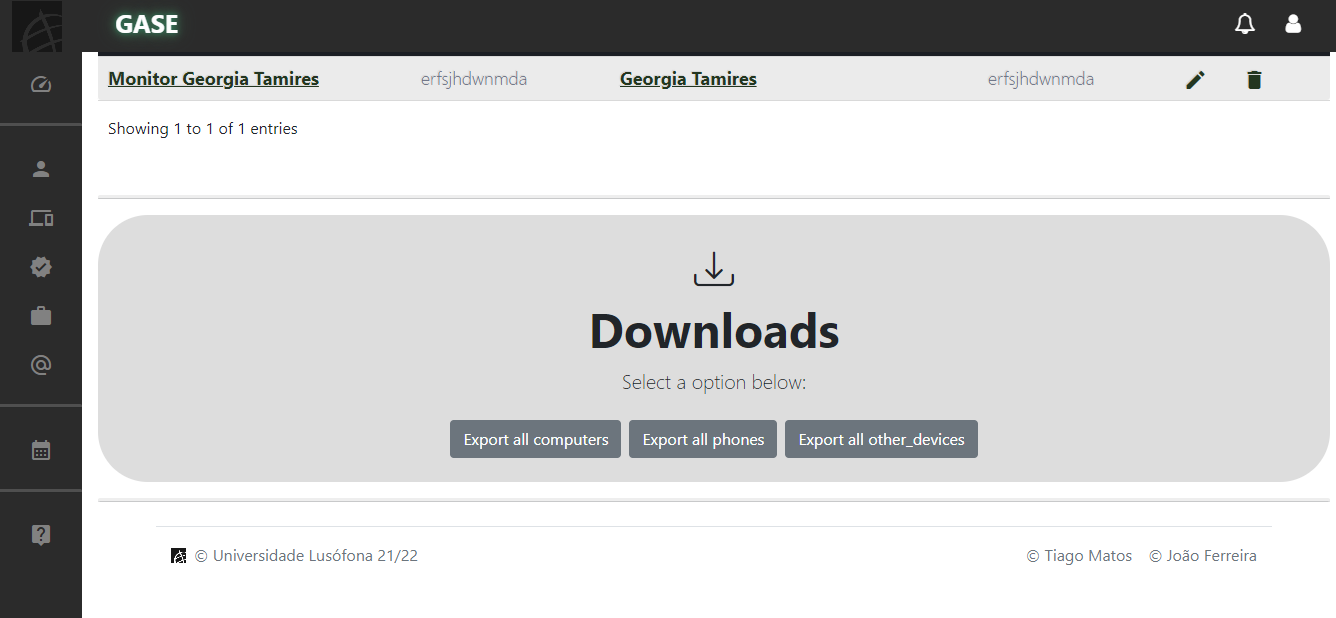 GASE
Monitor Georgia Tamires erfsjhdwnmda Georgia Tamires erfsjhdwnmda
Showing 1 to 1 of 1 entries
Downloads
Select a option below:
Export all computers Export all phones Export all other_devices
© Universidade Lusófona 21/22 © Tiago Matos © João Ferreira